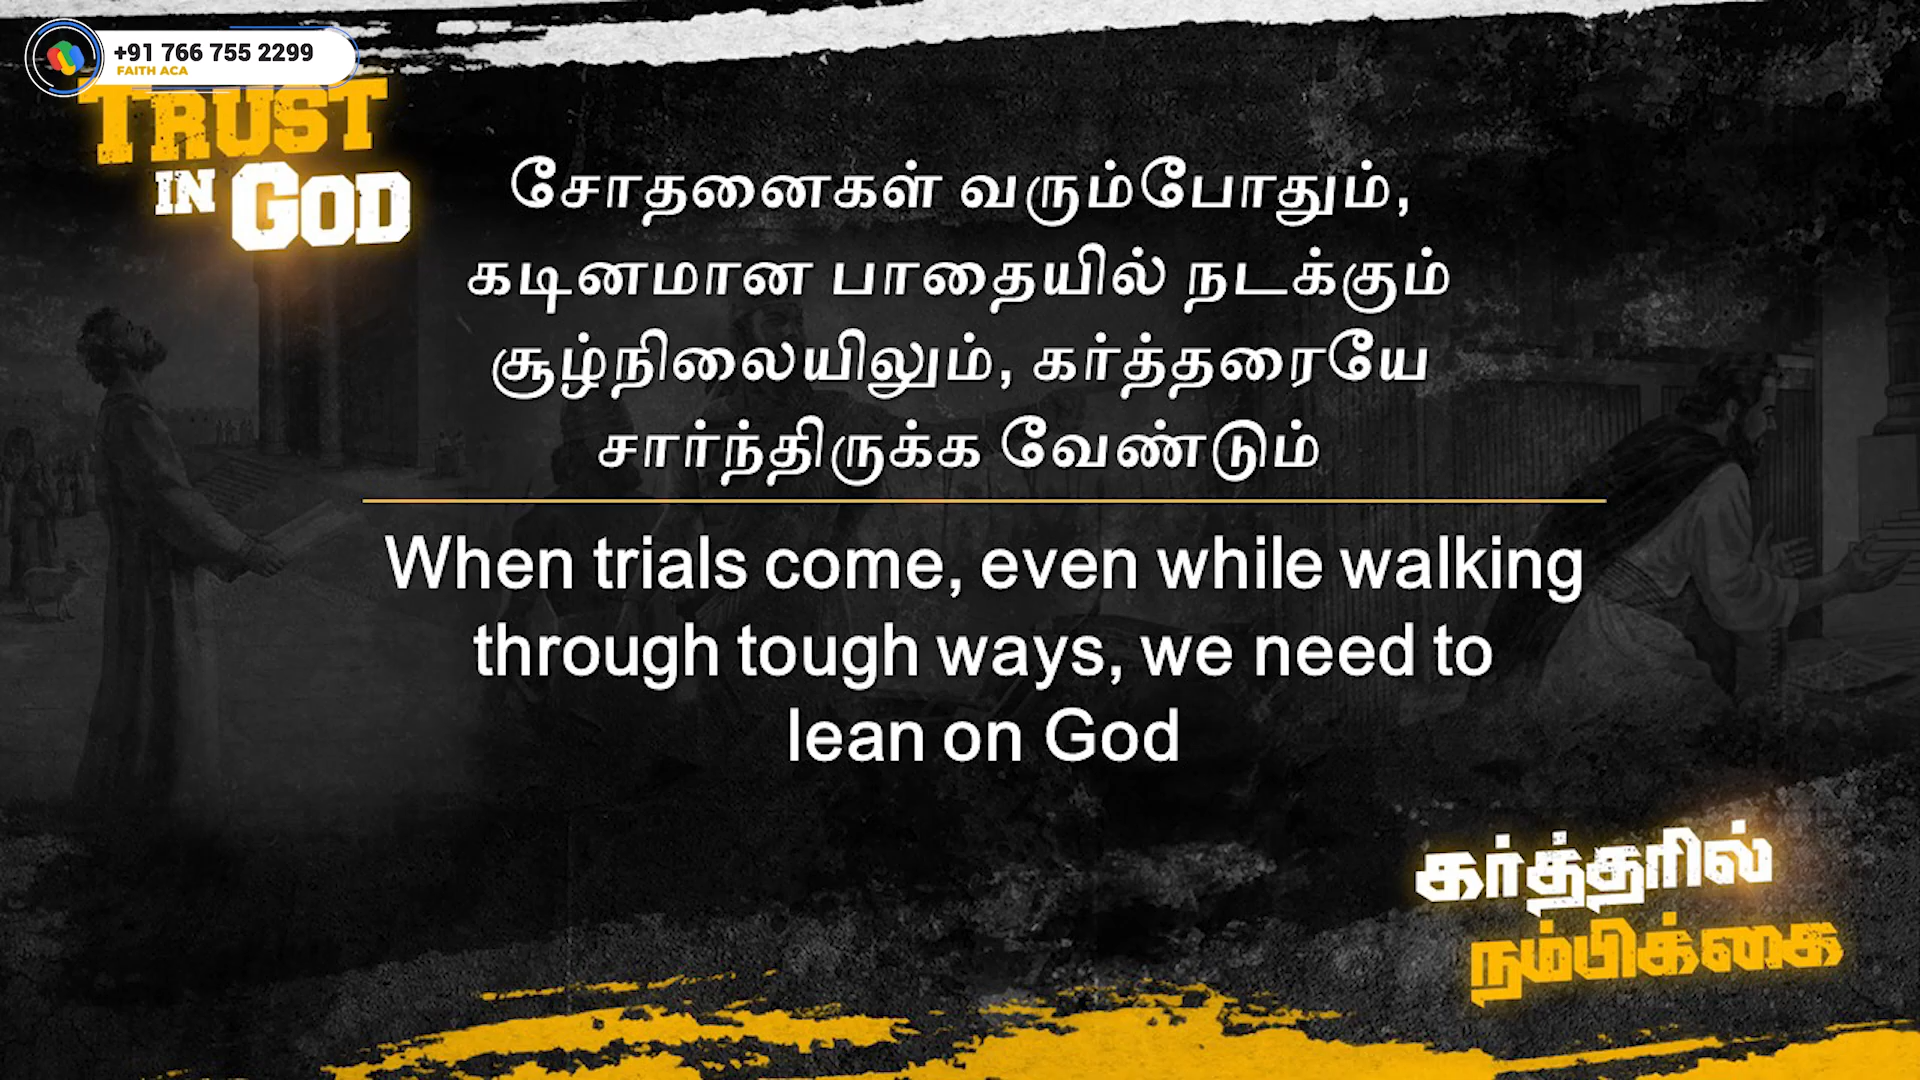 +91 766 755 2299
FAITH ACA
TRUST
IN GOD
சோதனைகள் வரும்போதும்,
கடினமான பாதையில் நடக்கும்
சூழ்நிலையிலும், கர்த்தரையே
சார்ந்திருக்க வேண்டும்
When trials come, even while walking
through tough ways, we need to
lean on God
கர்த்தரில்
நம்பிக்கை